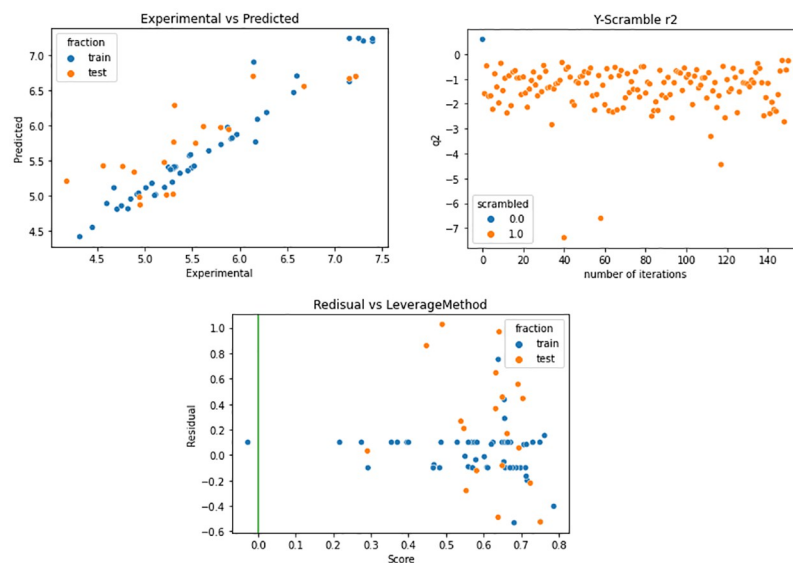 Experimental vs Predicted
fraction
train
test
7.0
6.5
6.0
5.5
5.0
4.5
Predicted
4.5 5.0 5.5 6.0 6.5 7.0 7.5
Experimental
Y-Scramble r2
0
-1
-2
-3
-4
-5
-6
-7
q2
scrambled
0.0
1.0
0 20 40 60 80 100 120 140
number of iterations
Redisual vs LeverageMethod
fraction
train
test
1.0
0.8
0.6
0.4
0.2
0.0
-0.2
-0.4
-0.6
Residual
0.0 0.1 0.2 0.3 0.4 0.5 0.6 0.7 0.8
Score